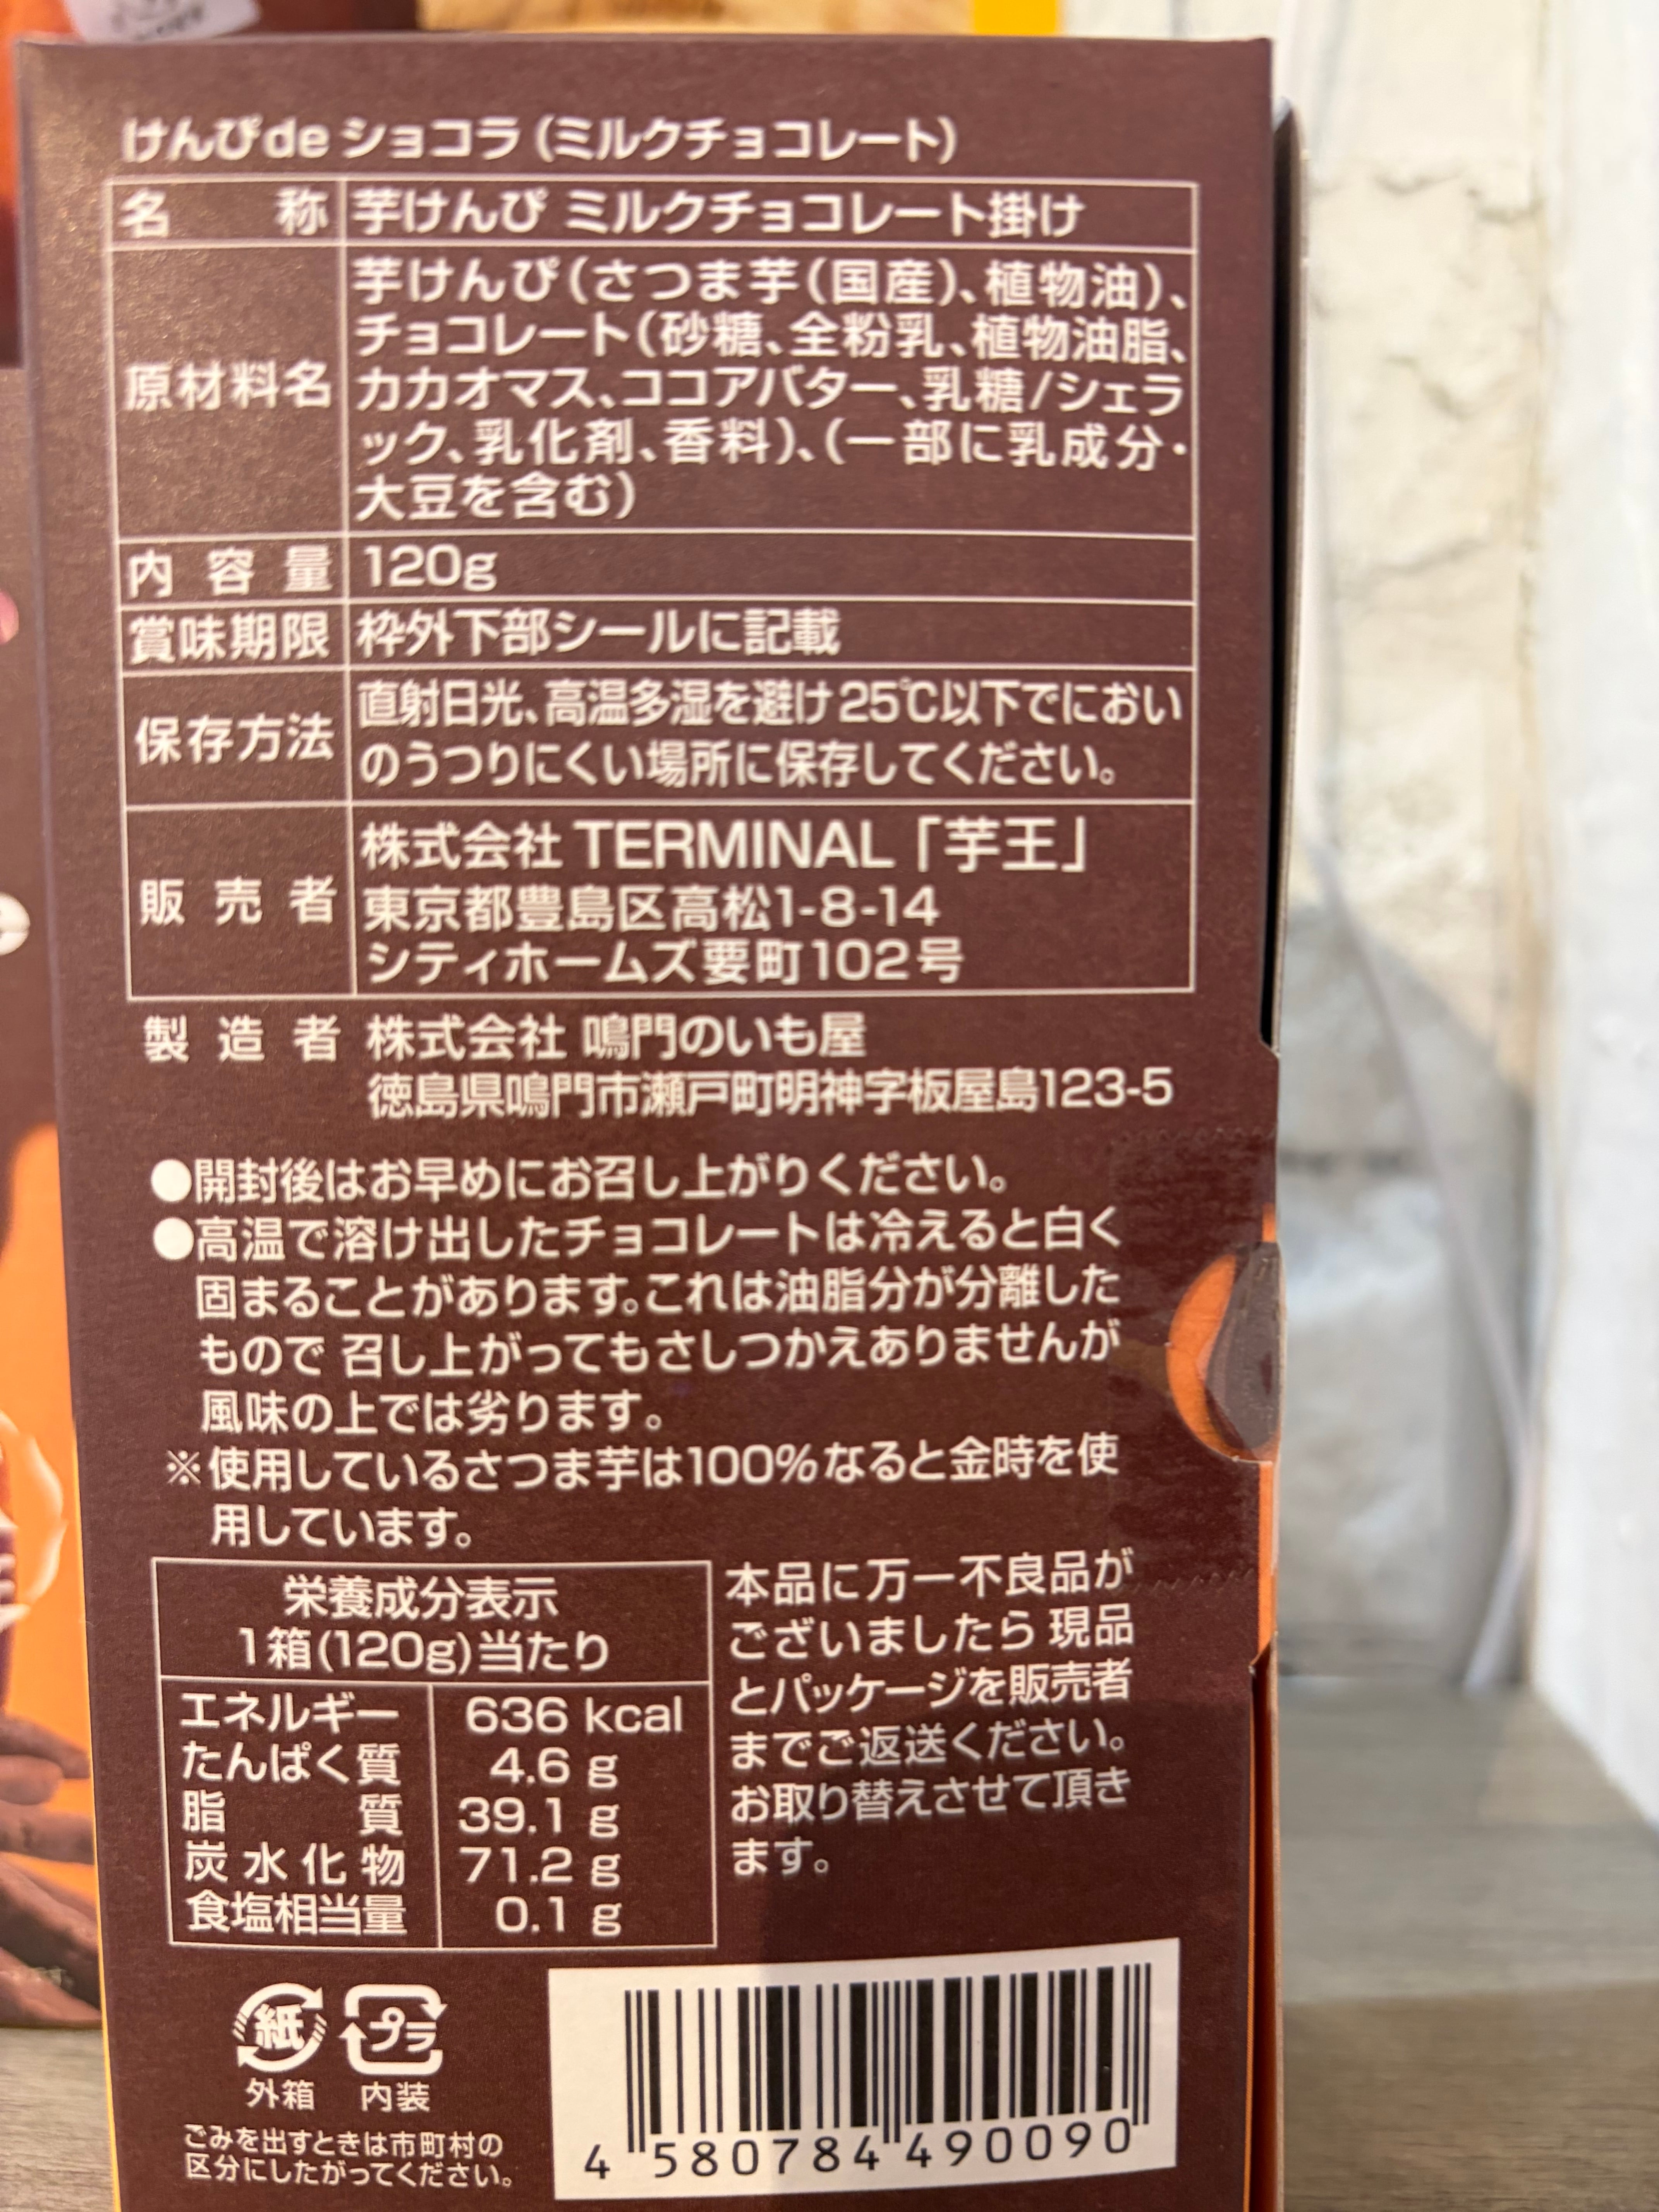 けんぴdeショコラ(ミルクチョコレート)
名称 芋けんぴ ミルクチョコレート掛け
原材料名 芋けんぴ(さつま芋(国産)、植物油)、
チョコレート(砂糖、全粉乳、植物油脂、
カカオマス、ココアバター、乳糖/シェラ
ック、乳化剤、香料)、(一部に乳成分・
大豆を含む)
内容量 120g
賞味期限 枠外下部シールに記載
保存方法 直射日光、高温多湿を避け25℃以下でにおい
のうつりにくい場所に保存してください。
販売者 株式会社 TERMINAL「芋王」
東京都豊島区高松1-8-14
シティホームズ要町102号
製造者 株式会社 鳴門のいも屋
徳島県鳴門市瀬戸町明神字板屋島123-5
●開封後はお早めにお召し上がりください。
●高温で溶け出したチョコレートは冷えると白く
固まることがあります。これは油脂分が分離した
もので 召し上がってもさしつかえありませんが
風味の上では劣ります。
※使用しているさつま芋は100%なると金時を使
用しています。
栄養成分表示
1箱(120g)当たり
エネルギー 636 kcal
たんぱく質 4.6 g
脂質 39.1 g
炭水化物 71.2 g
食塩相当量 0.1 g
本品に万一不良品が
ございましたら 現品
とパッケージを販売者
までご返送ください。
お取り替えさせて頂き
ます。
紙 プラ
外箱 内装
ごみを出すときは市町村の
区分にしたがってください。
4 580784 490090